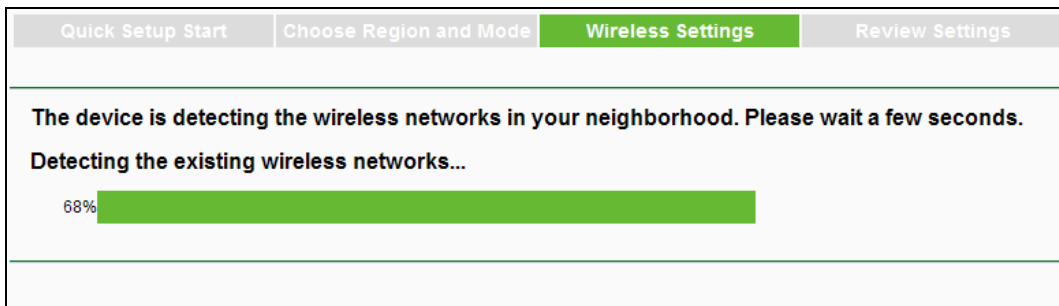 Quick Setup Start Choose Region and Mode Wireless Settings Review Settings
The device is detecting the wireless networks in your neighborhood. Please wait a few seconds.
Detecting the existing wireless networks...
68%